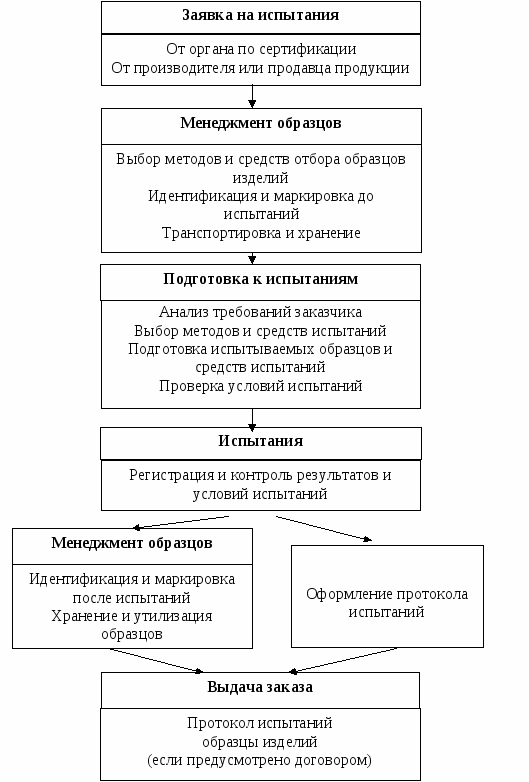 Заявка на испытания
От органа по сертификации
От производителя или продавца продукции
Менеджмент образцов
Выбор методов и средств отбора образцов
изделий
Идентификация и маркировка до
испытаний
Транспортировка и хранение
Подготовка к испытаниям
Анализ требований заказчика
Выбор методов и средств испытаний
Подготовка испытываемых образцов и
средств испытаний
Проверка условий испытаний
Испытания
Регистрация и контроль результатов и
условий испытаний
Менеджмент образцов
Идентификация и маркировка
после испытаний
Хранение и утилизация
образцов
Оформление протокола
испытаний
Выдача заказа
Протокол испытаний
образцы изделий
(если предусмотрено договором)